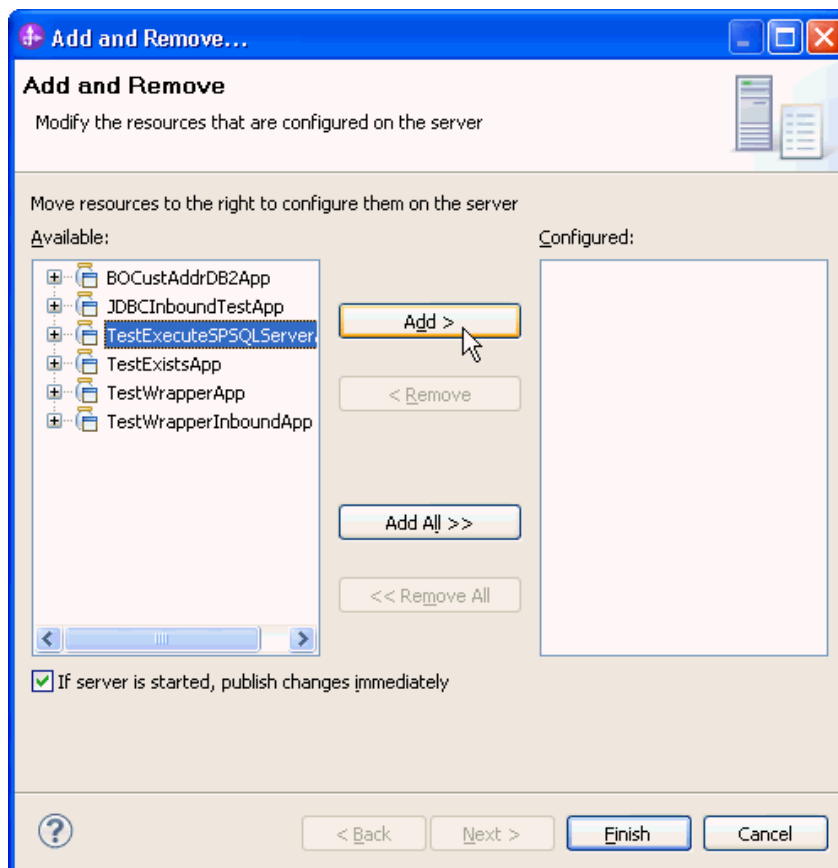 Add and Remove...
Add and Remove
Modify the resources that are configured on the server
Move resources to the right to configure them on the server
Available:
Configured:
BOCustAddrDB2App
JDBCInboundTestApp
TestExecuteSPSQLServer
TestExistsApp
TestWrapperApp
TestWrapperInboundApp
Add >
< Remove
Add All >>
<< Remove All
If server is started, publish changes immediately
?
< Back
Next >
Finish
Cancel